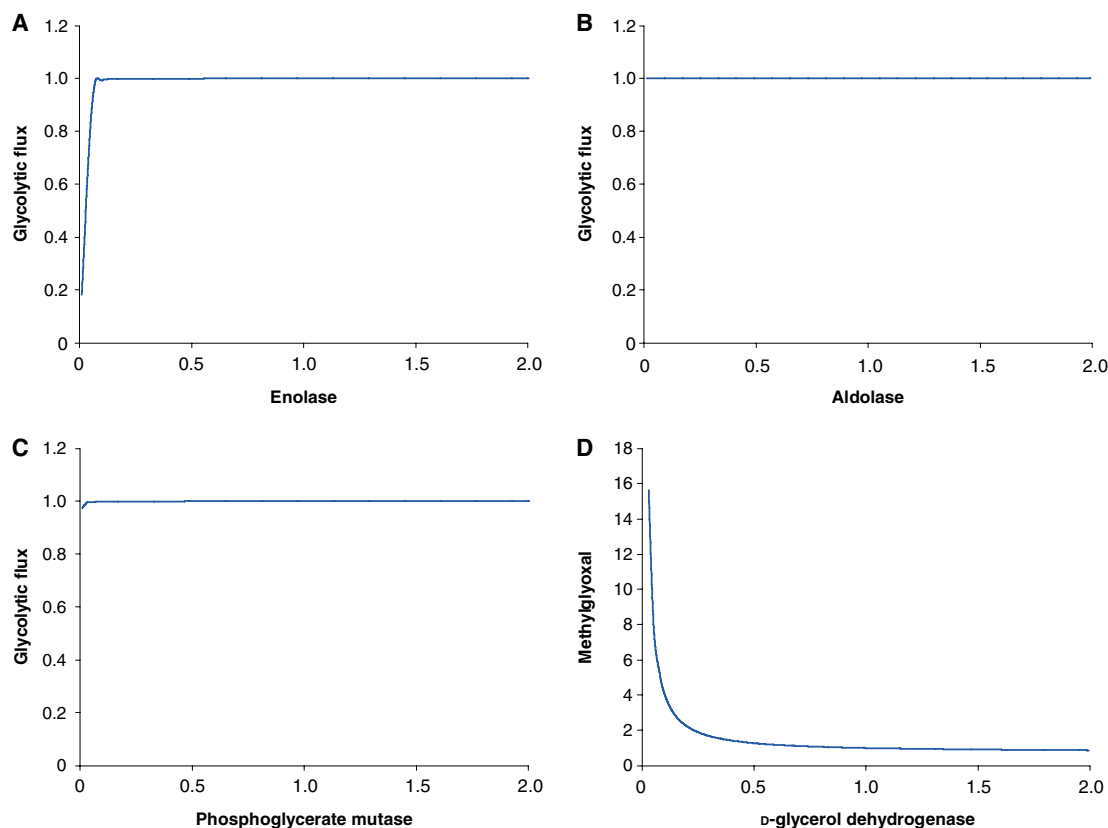 A
1.2
1.0
0.8
0.6
0.4
0.2
0
Glycolytic flux
0 0.5 1.0 1.5 2.0
Enolase
B
1.2
1.0
0.8
0.6
0.4
0.2
0
Glycolytic flux
0 0.5 1.0 1.5 2.0
Aldolase
C
1.2
1.0
0.8
0.6
0.4
0.2
0
Glycolytic flux
0 0.5 1.0 1.5 2.0
Phosphoglycerate mutase
D
18
16
14
12
10
8
6
4
2
0
Methylglyoxal
0 0.5 1.0 1.5 2.0
D-glycerol dehydrogenase